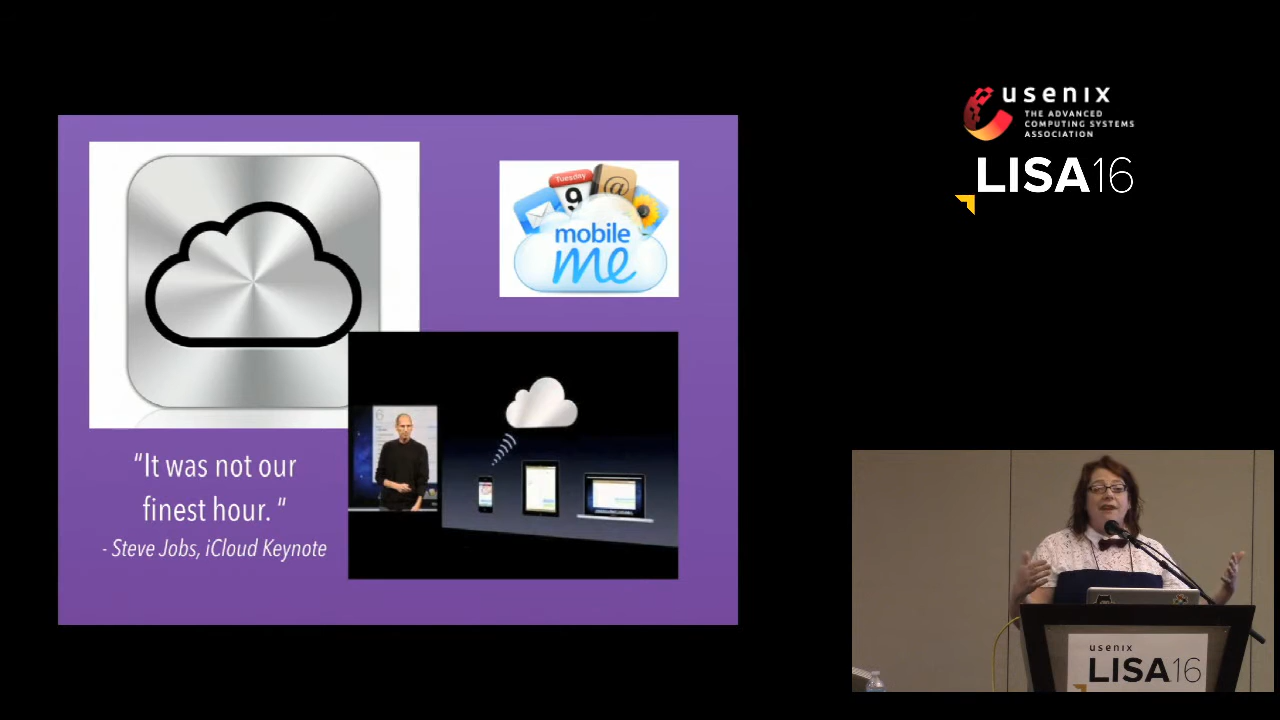 usenix
THE ADVANCED
COMPUTING SYSTEMS
ASSOCIATION
LISA16
Tuesday
9
@
mobile
me
"It was not our
finest hour. "
- Steve Jobs, iCloud Keynote
usenix
LISA16